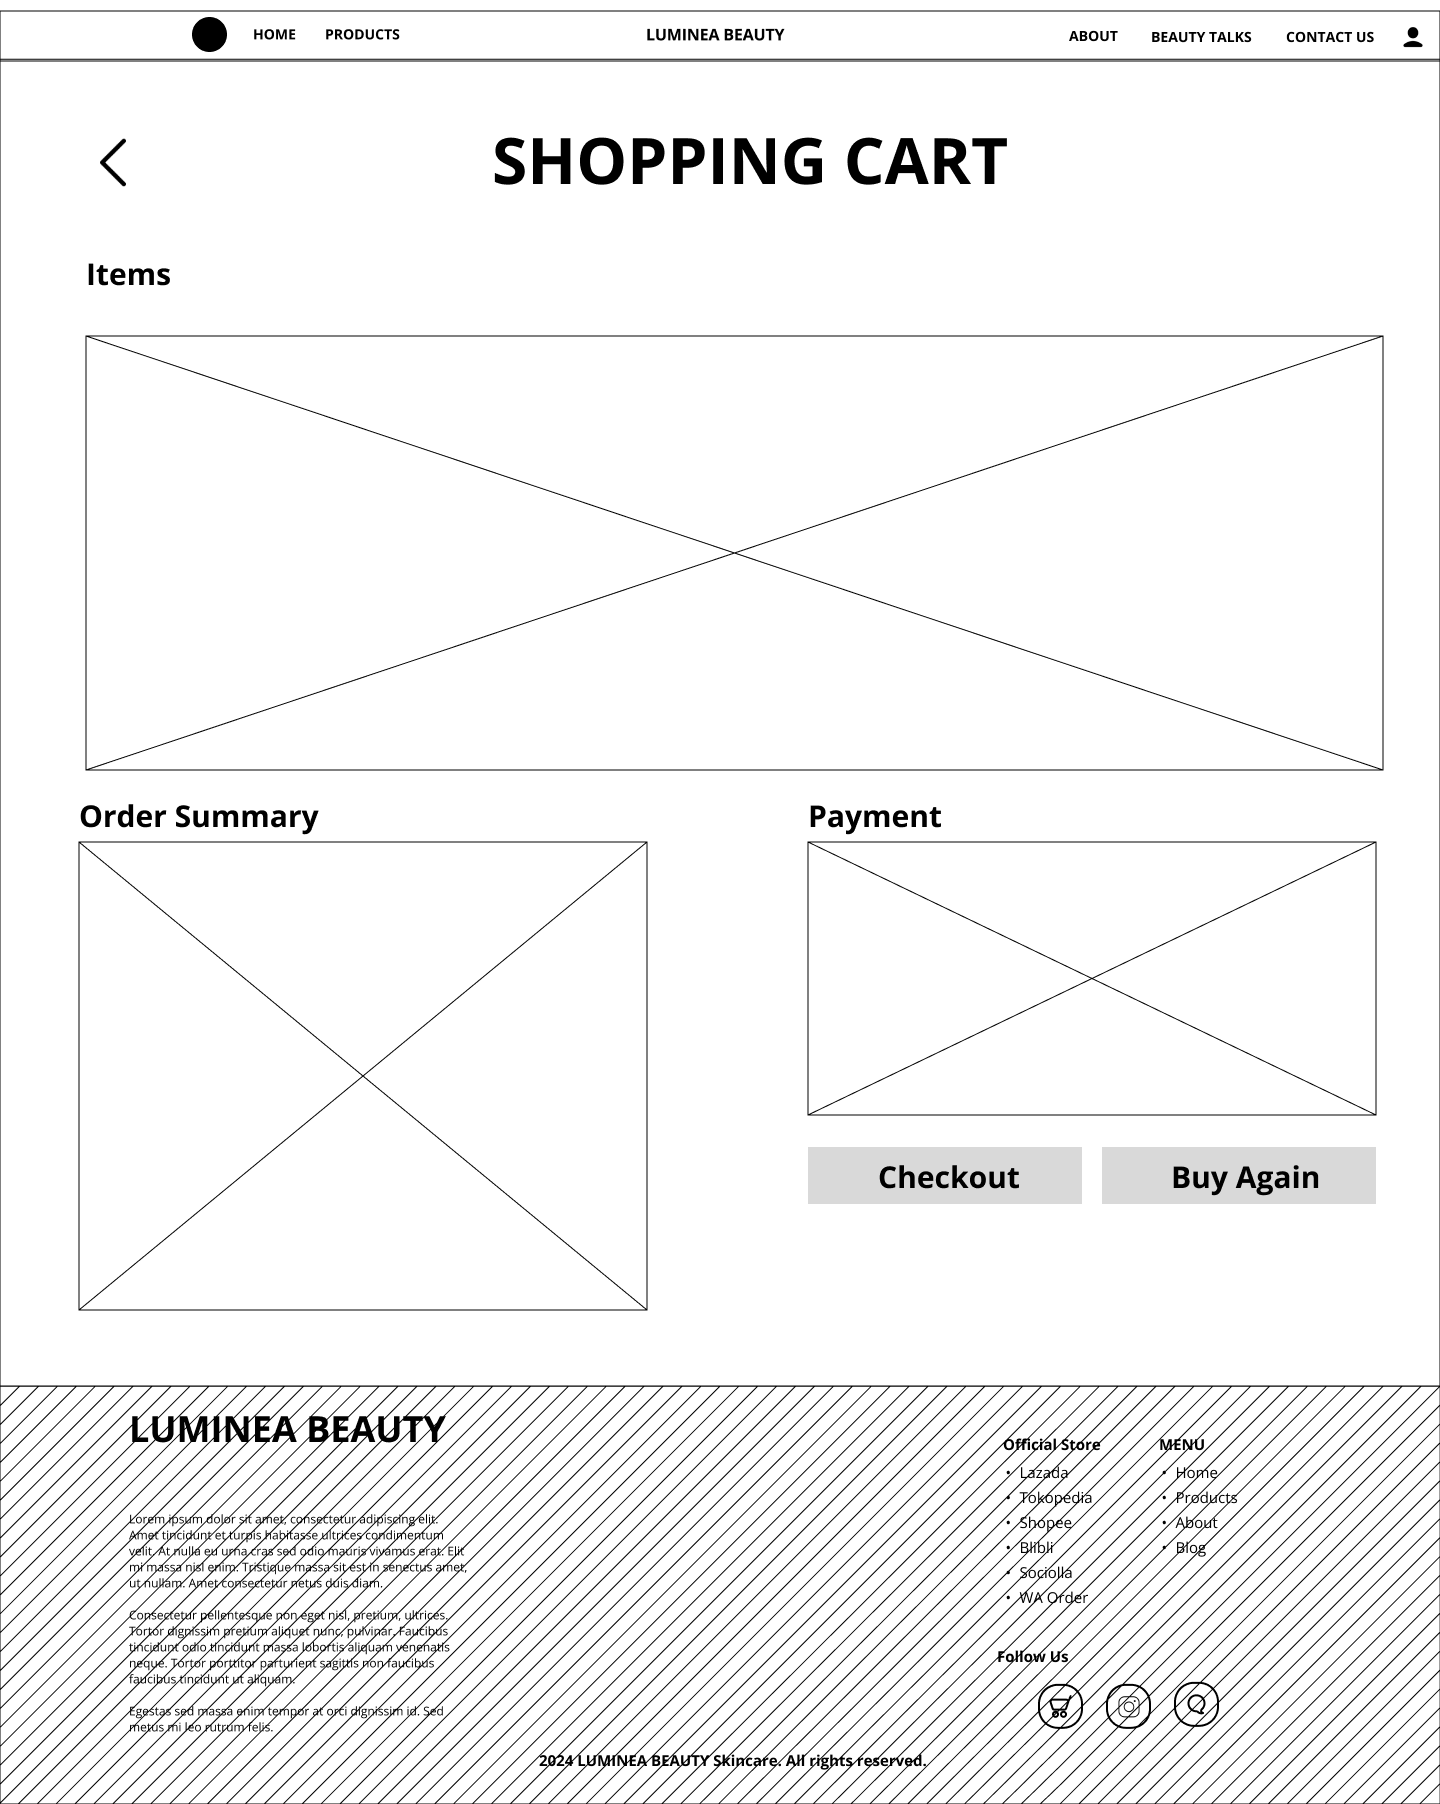 HOME PRODUCTS LUMINEA BEAUTY ABOUT BEAUTY TALKS CONTACT US
SHOPPING CART
Items
Order Summary
Payment
Checkout
Buy Again
LUMINEA BEAUTY
Lorem ipsum dolor sit amet, consectetur adipiscing elit.
Amet tincidunt et turpis habitasse ultrices condimentum
velit. At nulla eu urna cras sed odio mauris vivamus erat. Elit
mi massa nisl enim. Tristique massa sit est in senectus amet,
ut nullam. Amet consectetur netus duis diam.
Consectetur pellentesque non eget nisl, pretium, ultrices.
Tortor dignissim pretium aliquet nunc, pulvinar. Faucibus
tincidunt odio tincidunt massa lobortis aliquam venenatis
neque. Tortor porttitor parturient sagittis non faucibus
faucibus tincidunt ut aliquam.
Egestas sed massa enim tempor at orci dignissim id. Sed
metus mi leo rutrum felis.
Official Store
• Lazada
• Tokopedia
• Shopee
• Blibli
• Sociolla
• WA Order
MENU
• Home
• Products
• About
• Blog
Follow Us
2024 LUMINEA BEAUTY Skincare. All rights reserved.